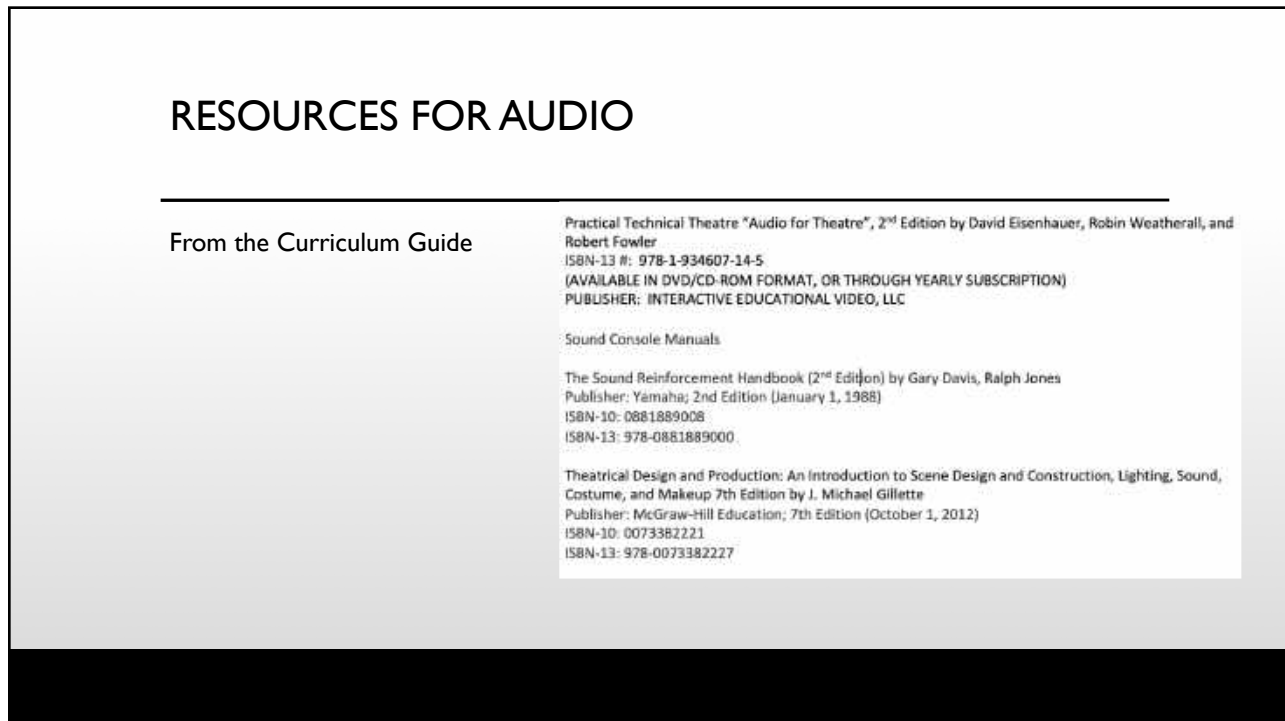 RESOURCES FOR AUDIO
From the Curriculum Guide
Practical Technical Theatre "Audio for Theatre", 2nd Edition by David Eisenhauer, Robin Weatherall, and
Robert Fowler
ISBN-13 #: 978-1-934607-14-5
(AVAILABLE IN DVD/CD-ROM FORMAT, OR THROUGH YEARLY SUBSCRIPTION)
PUBLISHER: INTERACTIVE EDUCATIONAL VIDEO, LLC
Sound Console Manuals
The Sound Reinforcement Handbook (2nd Edition) by Gary Davis, Ralph Jones
Publisher: Yamaha; 2nd Edition (January 1, 1988)
ISBN-10: 0881889008
ISBN-13: 978-0881889000
Theatrical Design and Production: An Introduction to Scene Design and Construction, Lighting, Sound,
Costume, and Makeup 7th Edition by J. Michael Gillette
Publisher: McGraw-Hill Education; 7th Edition (October 1, 2012)
ISBN-10: 0073382221
ISBN-13: 978-0073382227